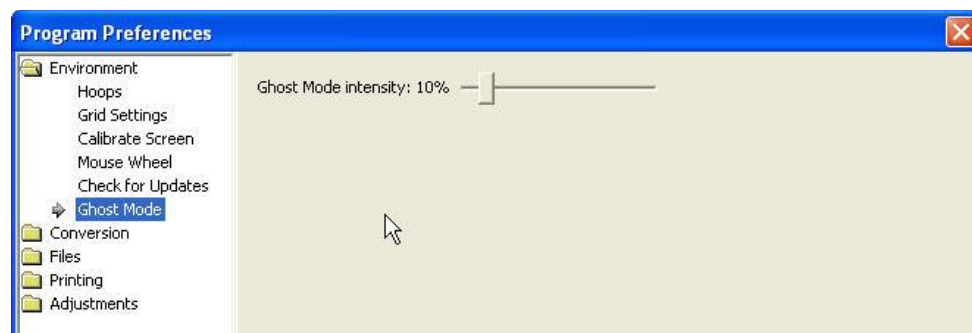 Program Preferences
Environment
Hoops
Grid Settings
Calibrate Screen
Mouse Wheel
Check for Updates
Ghost Mode
Conversion
Files
Printing
Adjustments
Ghost Mode intensity: 10%